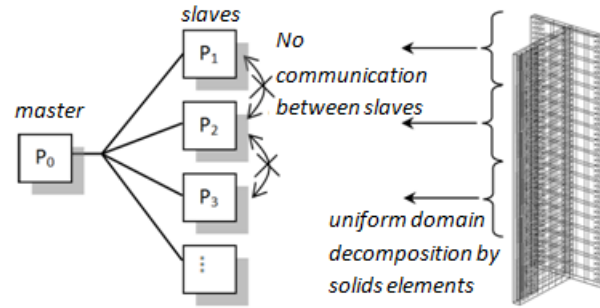 slaves
P₁
No
communication
between slaves
master
P₀
P₂
P₃
⋮
uniform domain
decomposition by
solids elements